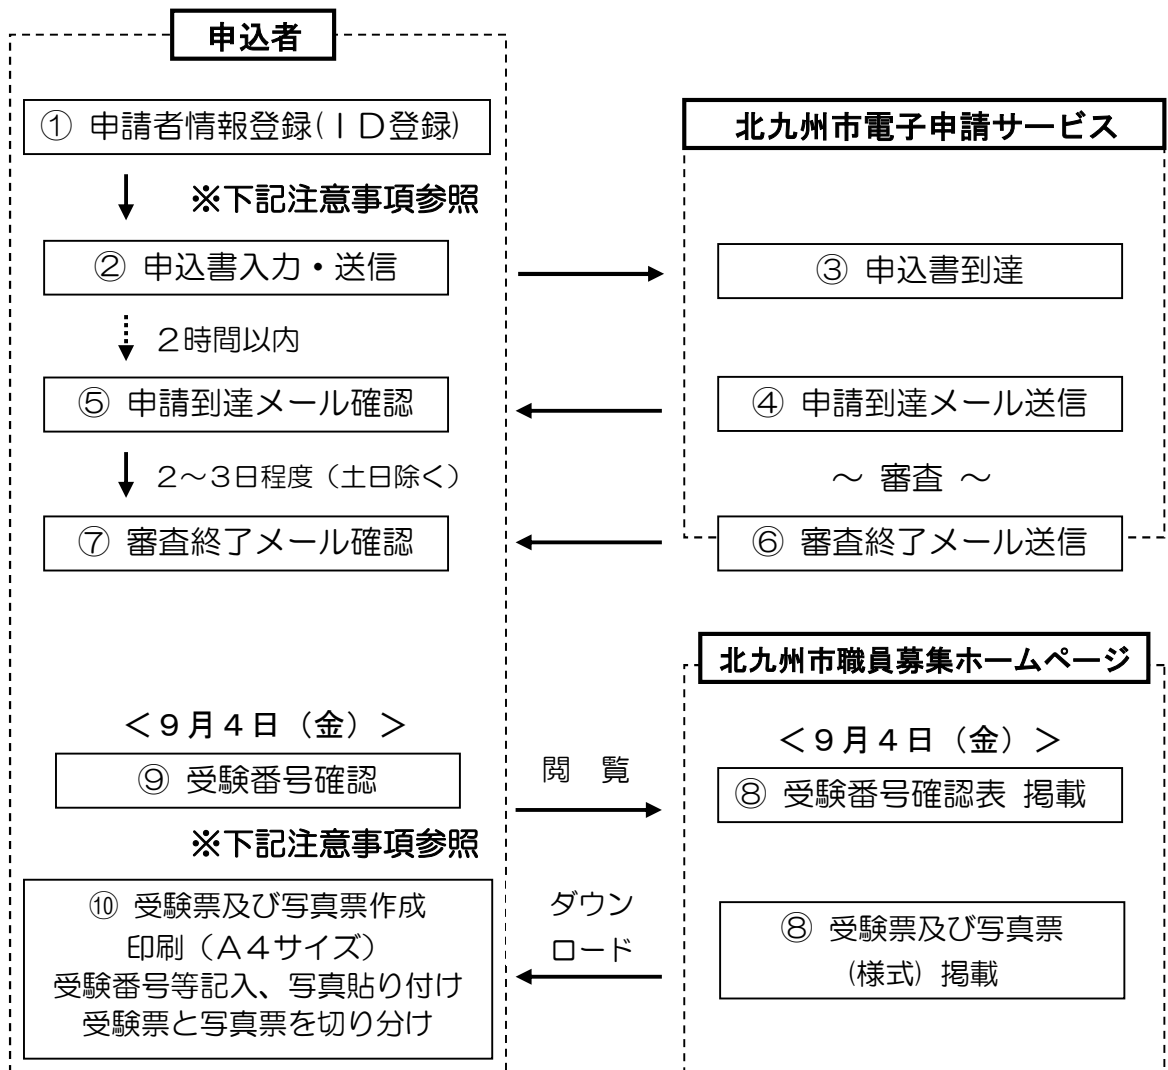 申込者
① 申請者情報登録(ＩＤ登録)
北九州市電子申請サービス
※下記注意事項参照
② 申込書入力・送信
③ 申込書到達
２時間以内
⑤ 申請到達メール確認
④ 申請到達メール送信
２～３日程度（土日除く）
～ 審査 ～
⑦ 審査終了メール確認
⑥ 審査終了メール送信
北九州市職員募集ホームページ
＜９月４日（金）＞
＜９月４日（金）＞
⑨ 受験番号確認
閲 覧
⑧ 受験番号確認表 掲載
※下記注意事項参照
⑩ 受験票及び写真票作成
印刷（Ａ４サイズ）
受験番号等記入、写真貼り付け
受験票と写真票を切り分け
ダウン
ロード
⑧ 受験票及び写真票
(様式) 掲載